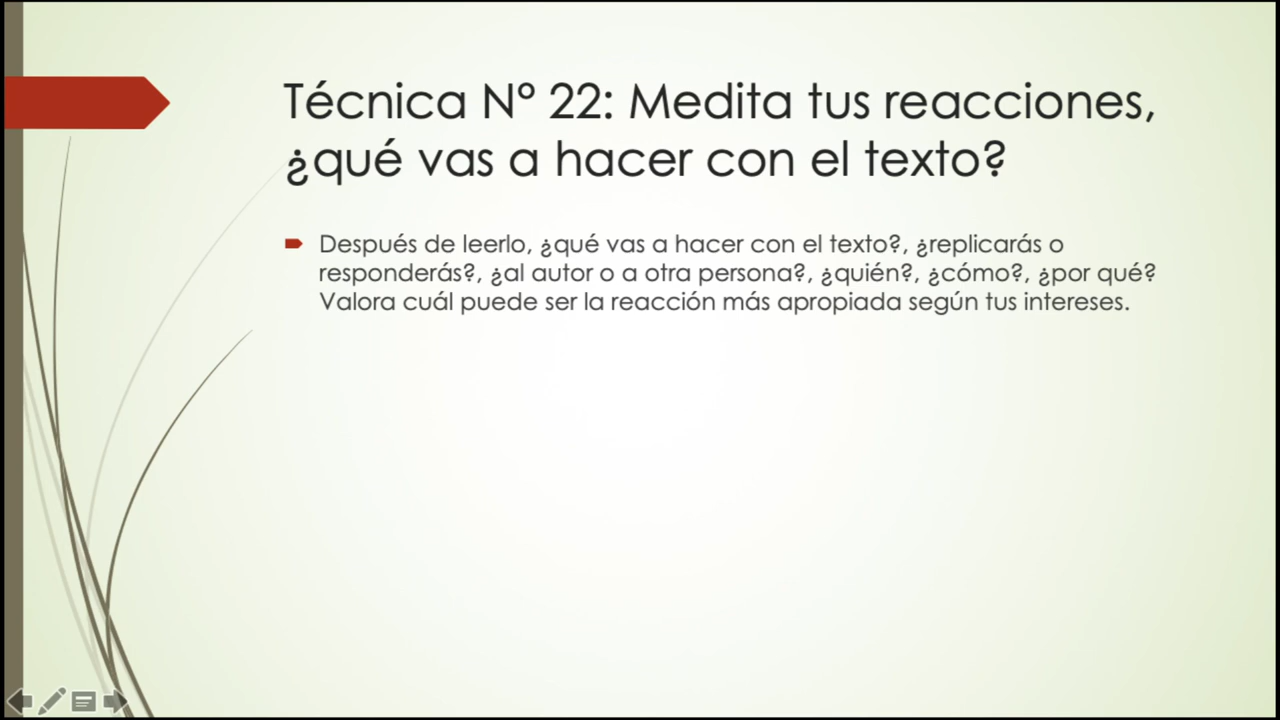 Técnica N° 22: Medita tus reacciones,
¿qué vas a hacer con el texto?
Después de leerlo, ¿qué vas a hacer con el texto?, ¿replicarás o
responderás?, ¿al autor o a otra persona?, ¿quién?, ¿cómo?, ¿por qué?
Valora cuál puede ser la reacción más apropiada según tus intereses.